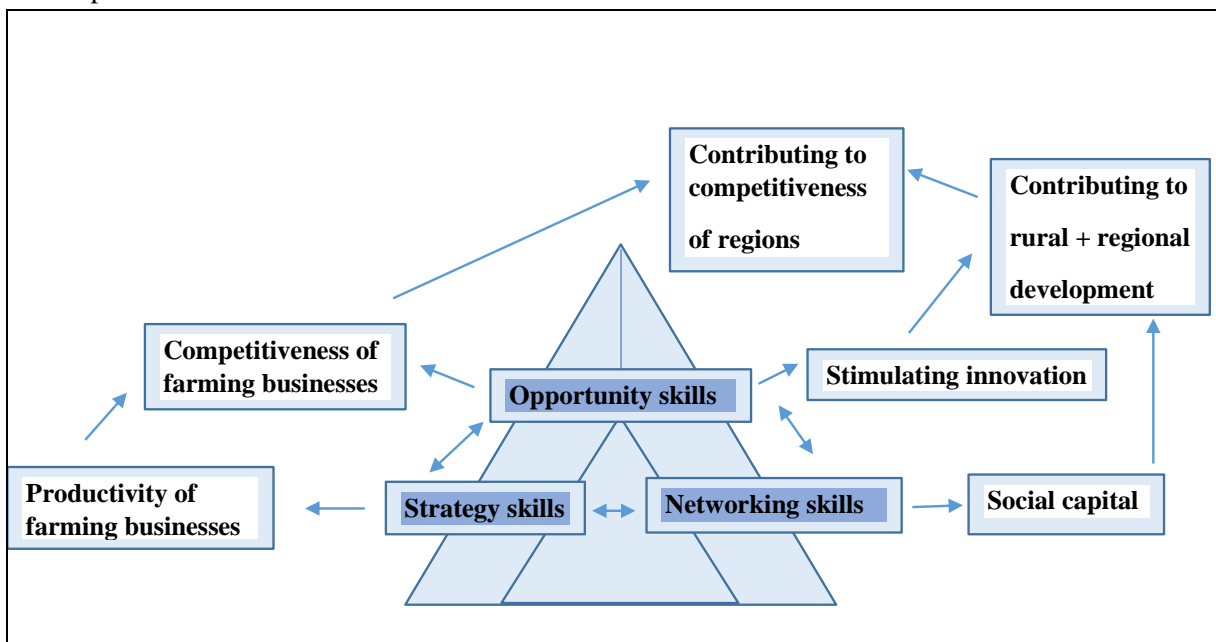 Contributing to
competitiveness
of regions
Contributing to
rural + regional
development
Competitiveness of
farming businesses
Stimulating innovation
Opportunity skills
Productivity of
farming businesses
Strategy skills
Networking skills
Social capital